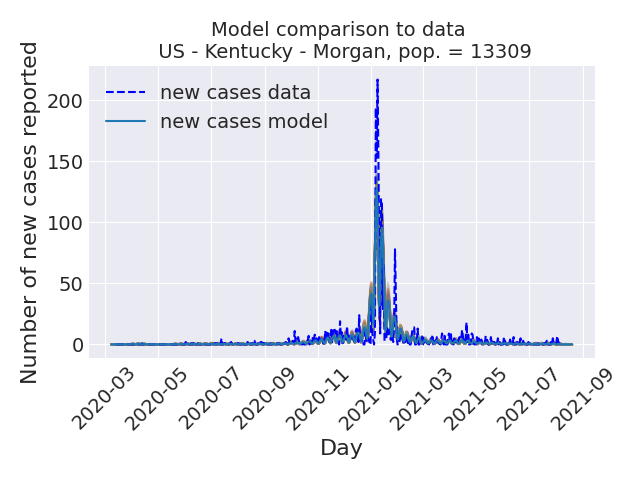 Model comparison to data
US - Kentucky - Morgan, pop. = 13309
Number of new cases reported
200
150
100
50
0
new cases data
new cases model
2020-03
2020-05
2020-07
2020-09
2020-11
2021-01
2021-03
2021-05
2021-07
2021-09
Day